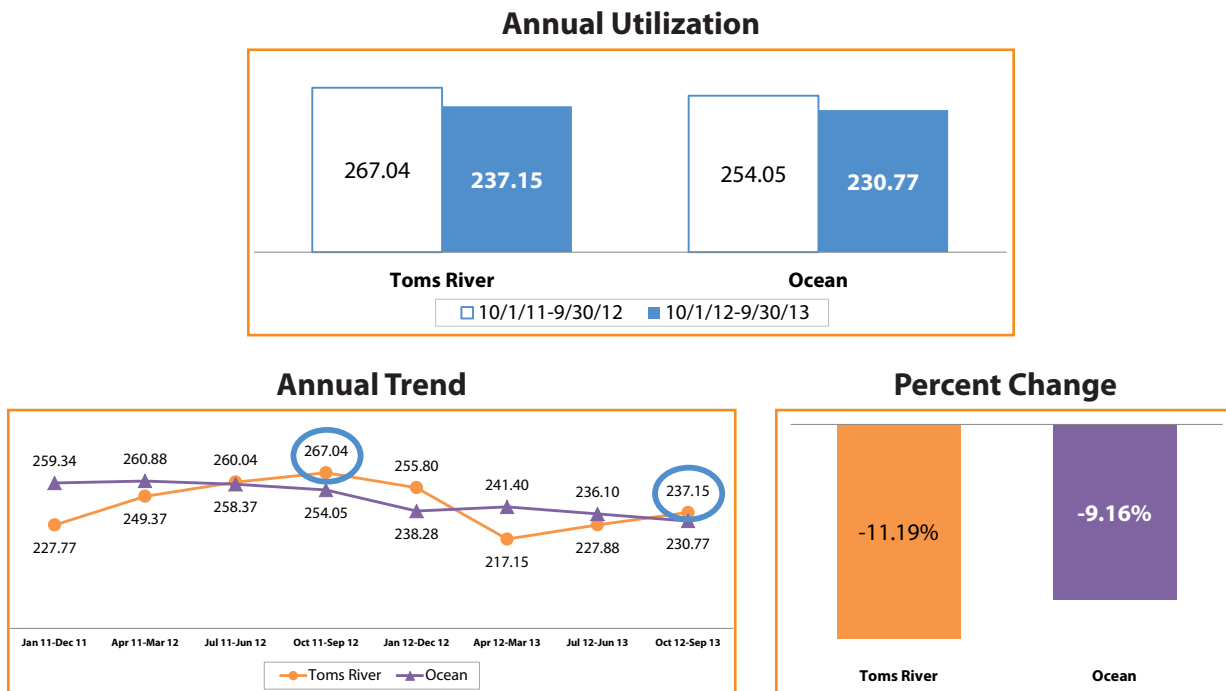 Annual Utilization
267.04
237.15
254.05
230.77
Toms River
Ocean
10/1/11-9/30/12
10/1/12-9/30/13
Annual Trend
259.34
260.88
260.04
267.04
255.80
241.40
236.10
237.15
227.77
249.37
258.37
254.05
238.28
217.15
227.88
230.77
Jan 11-Dec 11
Apr 11-Mar 12
Jul 11-Jun 12
Oct 11-Sep 12
Jan 12-Dec 12
Apr 12-Mar 13
Jul 12-Jun 13
Oct 12-Sep 13
Toms River
Ocean
Percent Change
-11.19%
-9.16%
Toms River
Ocean